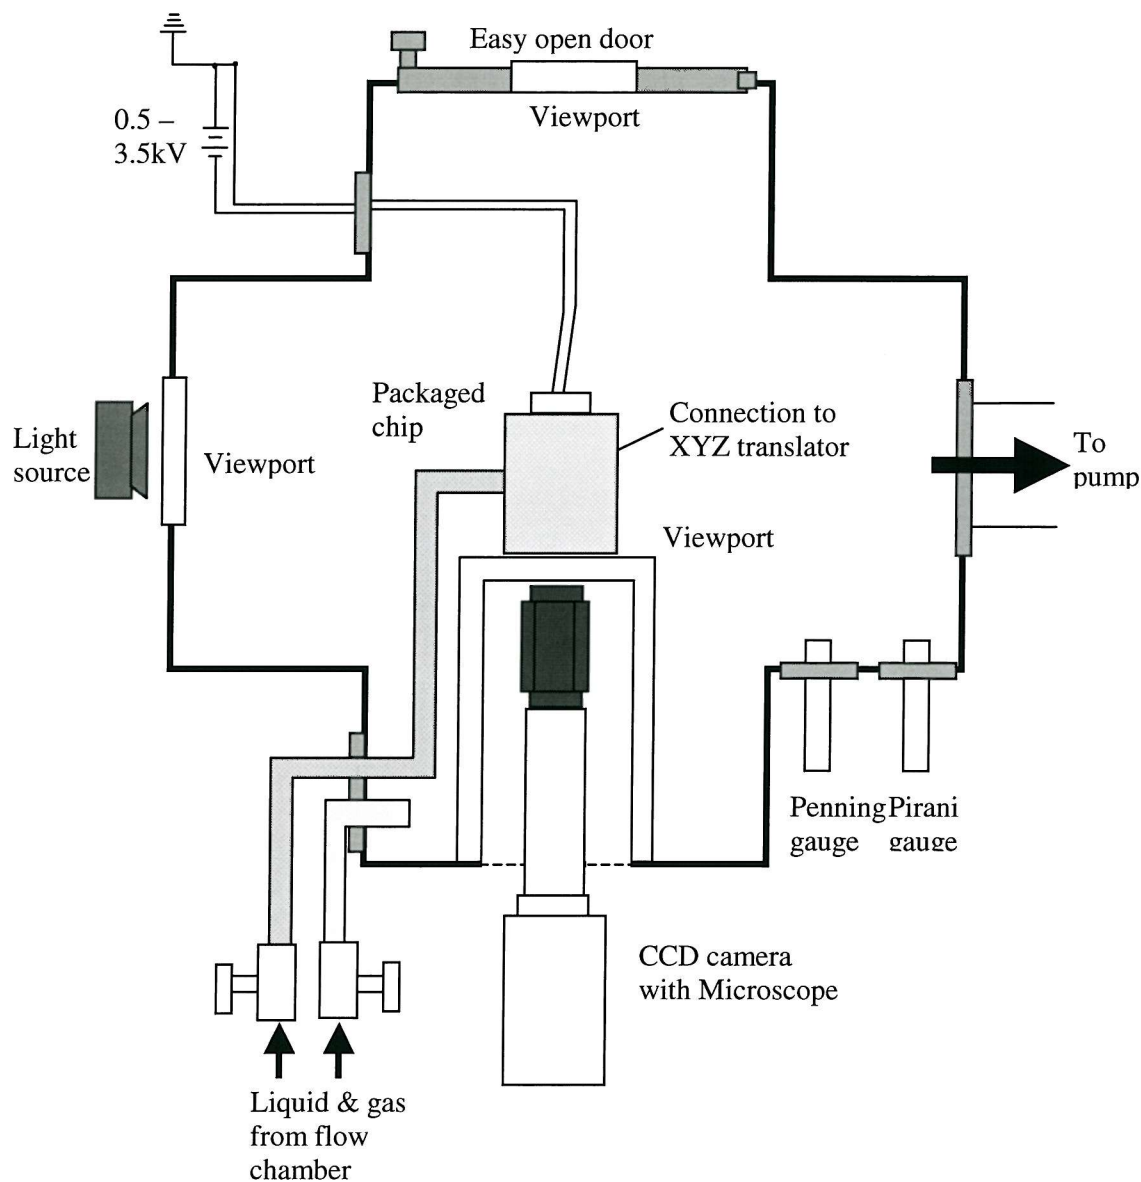 Easy open door
Viewport
0.5 –
3.5kV
Packaged
chip
Connection to
XYZ translator
Light
source
Viewport
To
pump
Viewport
Penning
gauge
Pirani
gauge
CCD camera
with Microscope
Liquid & gas
from flow
chamber